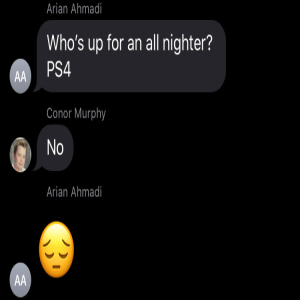 Arian Ahmadi
Who's up for an all nighter?
PS4
AA
Conor Murphy
No
Arian Ahmadi
😔
AA